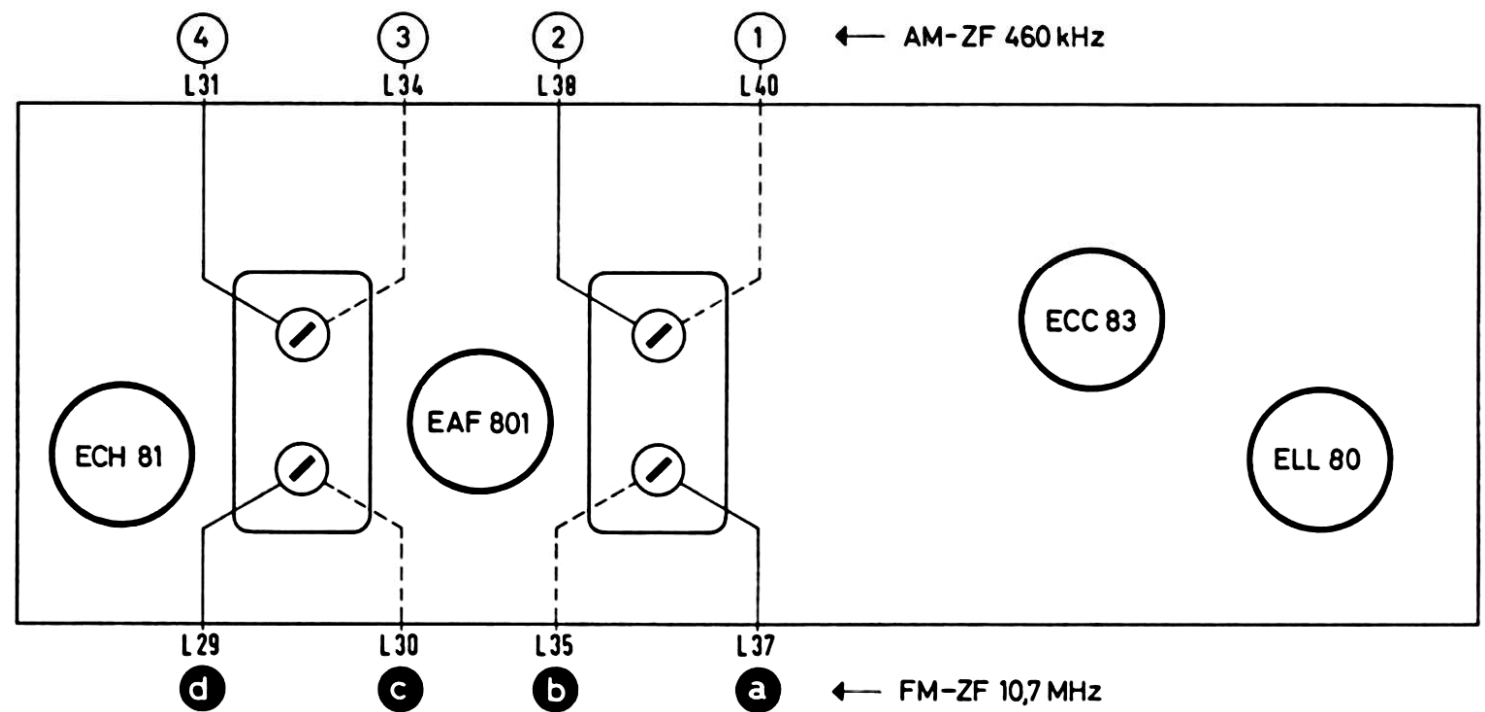 4 3 2 1 ← AM-ZF 460 kHz
L31 L34 L38 L40
ECC 83
EAF 801
ECH 81
ELL 80
L29 L30 L35 L37
d c b a ← FM-ZF 10,7 MHz